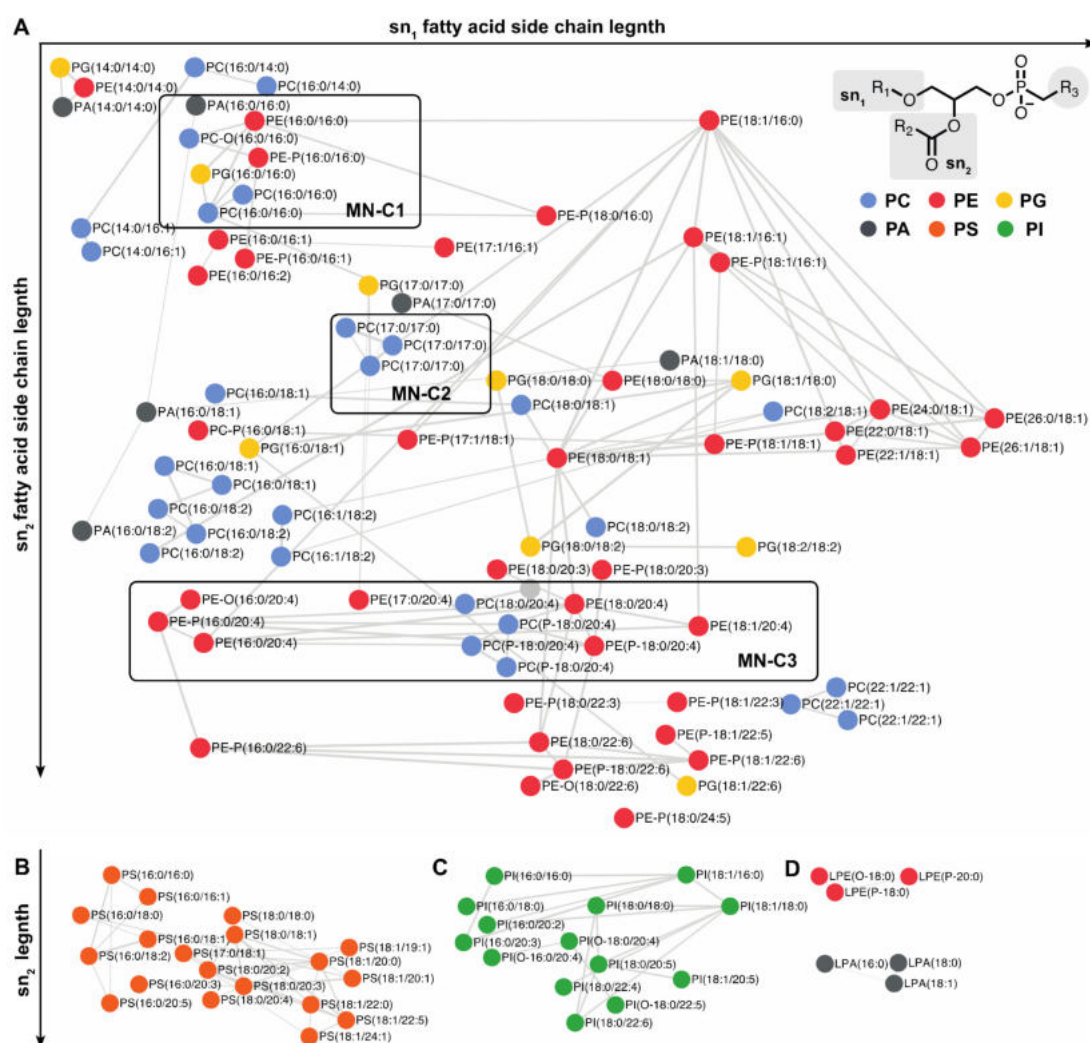 A
sn1 fatty acid side chain legnth
sn2 fatty acid side chain legnth
PG(14:0/14:0)
PE(14:0/14:0)
PA(14:0/14:0)
PC(16:0/14:0)
PC(16:0/14:0)
PA(16:0/16:0)
PE(16:0/16:0)
PC-O(16:0/16:0)
PE-P(16:0/16:0)
PG(16:0/16:0)
PC(16:0/16:0)
PC(16:0/16:0)
MN-C1
PE(18:1/16:0)
sn1
R1
O
O
P
O
O−
R3
R2
O
O
sn2
PC
PE
PG
PA
PS
PI
PE-P(18:0/16:0)
PC(14:0/16:1)
PC(14:0/16:1)
PE(16:0/16:1)
PE-P(16:0/16:1)
PE(16:0/16:2)
PE(17:1/16:1)
PE(18:1/16:1)
PE-P(18:1/16:1)
PG(17:0/17:0)
PA(17:0/17:0)
PC(17:0/17:0)
PC(17:0/17:0)
PC(17:0/17:0)
MN-C2
PA(18:1/18:0)
PG(18:0/18:0)
PE(18:0/18:0)
PG(18:1/18:0)
PC(16:0/18:1)
PC(18:0/18:1)
PA(16:0/18:1)
PC(18:2/18:1)
PE(24:0/18:1)
PE(26:0/18:1)
PC-P(16:0/18:1)
PE-P(17:1/18:1)
PE-P(18:1/18:1)
PE(22:0/18:1)
PE(26:1/18:1)
PG(16:0/18:1)
PE(18:0/18:1)
PE(22:1/18:1)
PC(16:0/18:1)
PC(16:0/18:1)
PC(16:0/18:2)
PC(16:1/18:2)
PA(16:0/18:2)
PC(16:0/18:2)
PC(16:0/18:2)
PC(16:1/18:2)
PC(18:0/18:2)
PG(18:0/18:2)
PG(18:2/18:2)
PE(18:0/20:3)
PE-P(18:0/20:3)
PE-O(16:0/20:4)
PE(17:0/20:4)
PC(18:0/20:4)
PE(18:0/20:4)
PE-P(16:0/20:4)
PC(P-18:0/20:4)
PE(18:1/20:4)
PE(16:0/20:4)
PC(P-18:0/20:4)
PE(P-18:0/20:4)
PC(P-18:0/20:4)
MN-C3
PC(22:1/22:1)
PC(22:1/22:1)
PC(22:1/22:1)
PE-P(18:0/22:3)
PE-P(18:1/22:3)
PE-P(16:0/22:6)
PE(18:0/22:6)
PE(P-18:1/22:5)
PE-P(18:1/22:6)
PE(P-18:0/22:6)
PE-O(18:0/22:6)
PG(18:1/22:6)
PE-P(18:0/24:5)
B
sn2 legnth
PS(16:0/16:0)
PS(16:0/16:1)
PS(16:0/18:0)
PS(18:0/18:0)
PS(16:0/18:1)
PS(18:0/18:1)
PS(16:0/18:2)
PS(17:0/18:1)
PS(18:1/19:1)
PS(18:1/20:0)
PS(18:0/20:2)
PS(18:1/20:1)
PS(16:0/20:3)
PS(18:0/20:3)
PS(16:0/20:5)
PS(18:0/20:4)
PS(18:1/22:0)
PS(18:1/22:5)
PS(18:1/24:1)
C
PI(16:0/16:0)
PI(18:1/16:0)
PI(16:0/18:0)
PI(18:0/18:0)
PI(18:1/18:0)
PI(16:0/20:2)
PI(16:0/20:3)
PI(O-18:0/20:4)
PI(O-16:0/20:4)
PI(18:0/20:5)
PI(18:1/20:5)
PI(18:0/22:4)
PI(O-18:0/22:5)
PI(18:0/22:6)
D
LPE(O-18:0)
LPE(P-20:0)
LPE(P-18:0)
LPA(16:0)
LPA(18:0)
LPA(18:1)